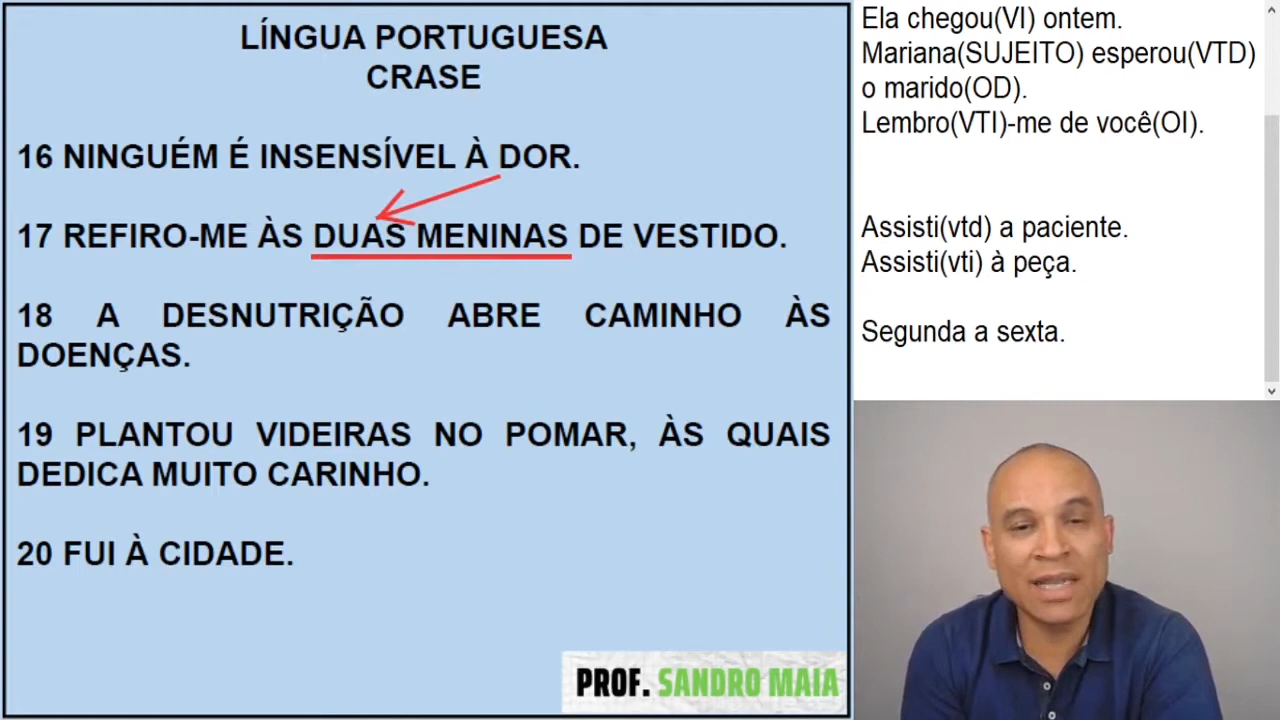 LÍNGUA PORTUGUESA
CRASE
16 NINGUÉM É INSENSÍVEL À DOR.
17 REFIRO-ME ÀS DUAS MENINAS DE VESTIDO.
18 A DESNUTRIÇÃO ABRE CAMINHO ÀS
DOENÇAS.
19 PLANTOU VIDEIRAS NO POMAR, ÀS QUAIS
DEDICA MUITO CARINHO.
20 FUI À CIDADE.
PROF. SANDRO MAIA
Ela chegou(VI) ontem.
Mariana(SUJEITO) esperou(VTD)
o marido(OD).
Lembro(VTI)-me de você(OI).
Assisti(vtd) a paciente.
Assisti(vti) à peça.
Segunda a sexta.